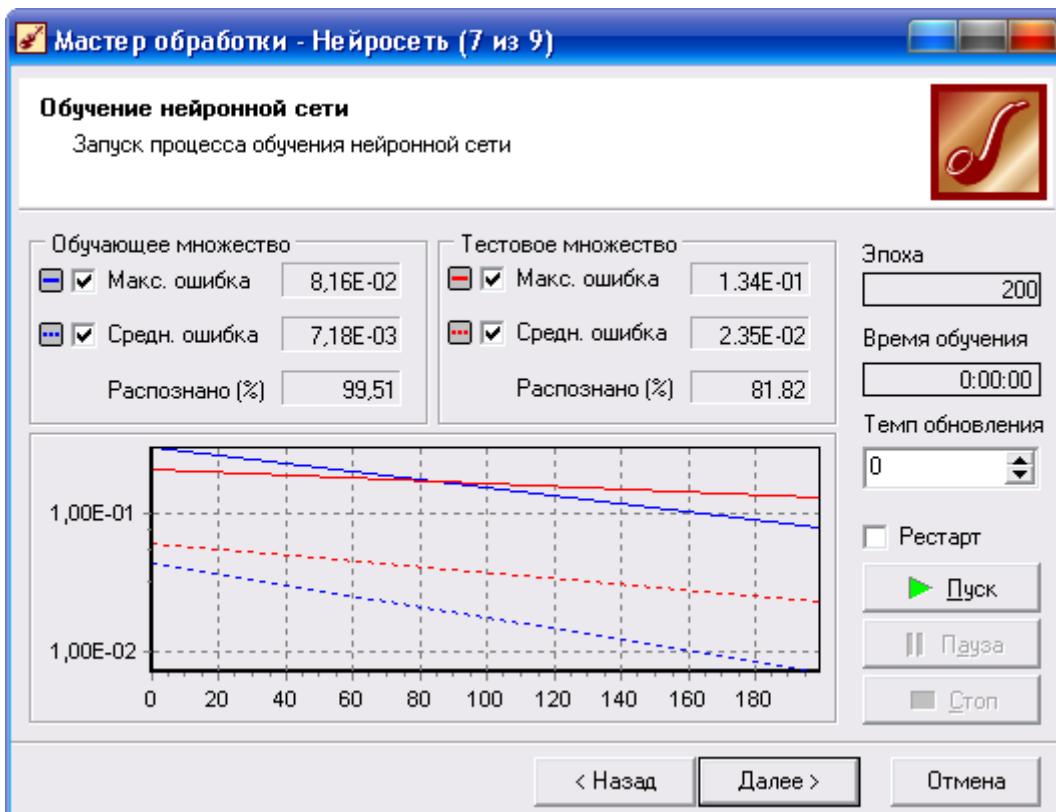 Мастер обработки - Нейросеть (7 из 9)
Обучение нейронной сети
Запуск процесса обучения нейронной сети
Обучающее множество
Макс. ошибка 8,16E-02
Средн. ошибка 7,18E-03
Распознано (%) 99,51
Тестовое множество
Макс. ошибка 1.34E-01
Средн. ошибка 2.35E-02
Распознано (%) 81.82
Эпоха
200
Время обучения
0:00:00
Темп обновления
0
Рестарт
Пуск
Пауза
Стоп
1,00E-01
1,00E-02
0 20 40 60 80 100 120 140 160 180
< Назад
Далее >
Отмена